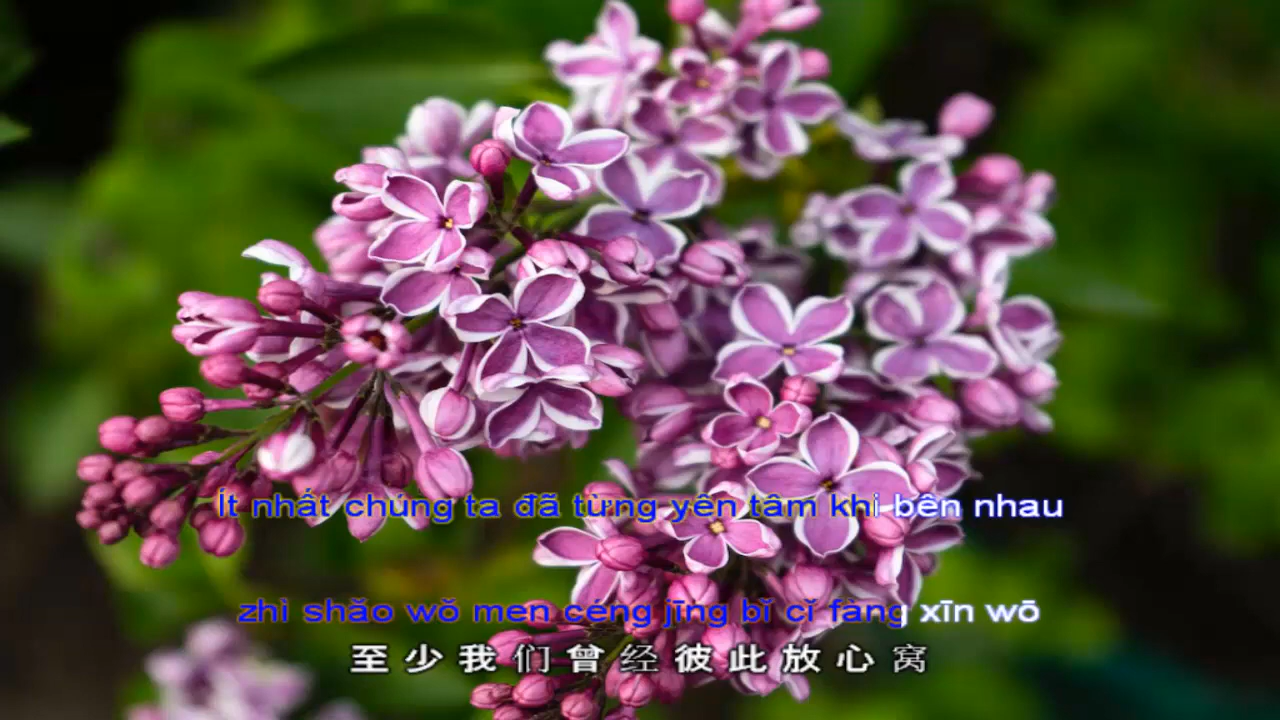 Ít nhất chúng ta đã từng yên tâm khi bên nhau
zhì shǎo wǒ men céng jīng bǐ cǐ fàng xīn wō
至少我们曾经彼此放心窝